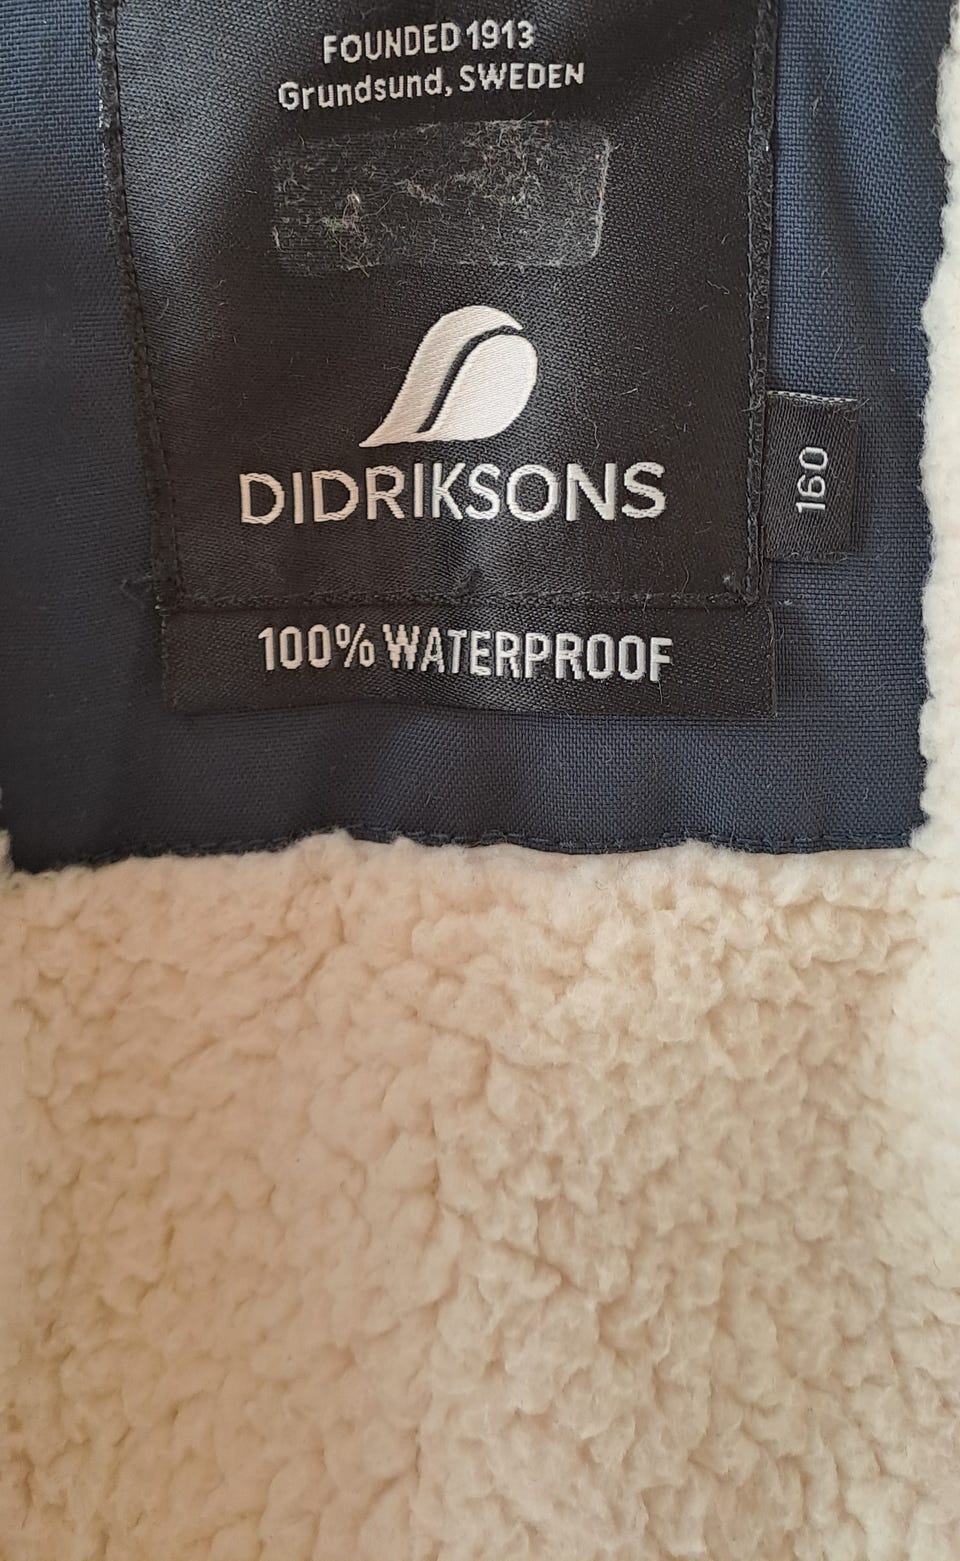 FOUNDED 1913
Grundsund, SWEDEN
DIDRIKSONS
160
100% WATERPROOF